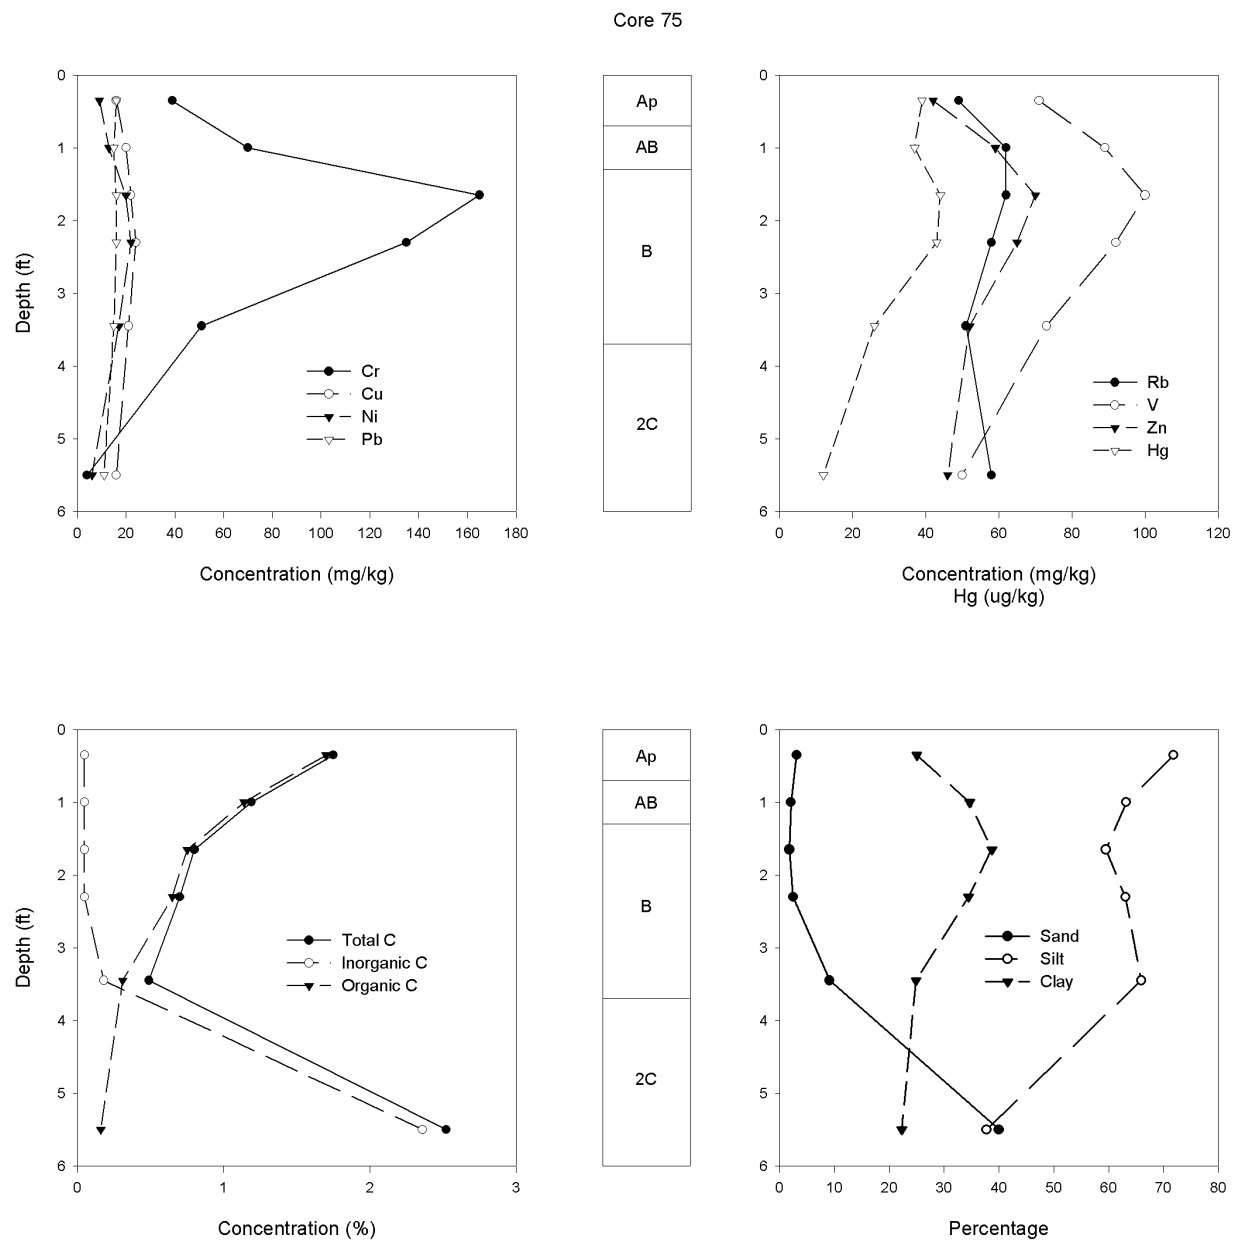 Core 75
0
1
2
3
4
5
6
Depth (ft)
0 20 40 60 80 100 120 140 160 180
Concentration (mg/kg)
Cr
Cu
Ni
Pb
Ap
AB
B
2C
0
1
2
3
4
5
6
20 40 60 80 100 120
Concentration (mg/kg)
Hg (ug/kg)
Rb
V
Zn
Hg
0
1
2
3
4
5
6
Depth (ft)
0 1 2 3
Concentration (%)
Total C
Inorganic C
Organic C
Ap
AB
B
2C
0
1
2
3
4
5
6
0 10 20 30 40 50 60 70 80
Percentage
Sand
Silt
Clay